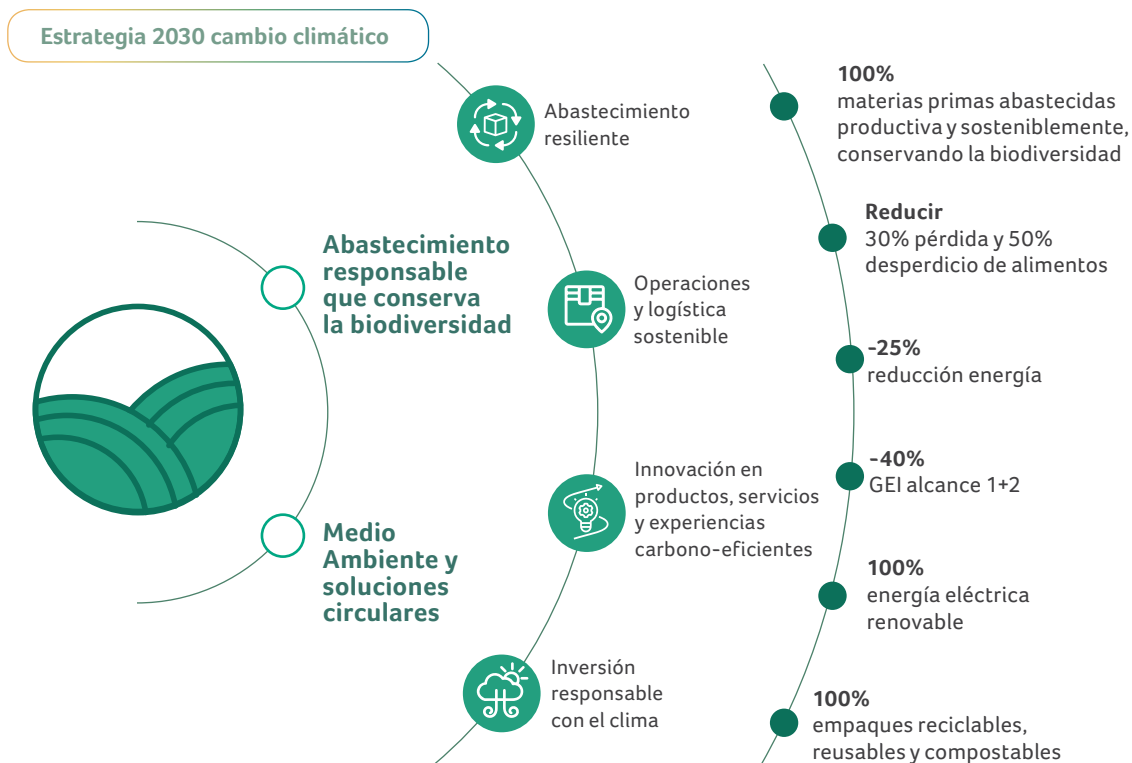 Estrategia 2030 cambio climático
Abastecimiento
responsable
que conserva
la biodiversidad
Medio
Ambiente y
soluciones
circulares
Abastecimiento
resiliente
Operaciones
y logística
sostenible
Innovación en
productos, servicios
y experiencias
carbono-eficientes
Inversión
responsable
con el clima
100%
materias primas abastecidas
productiva y sosteniblemente,
conservando la biodiversidad
Reducir
30% pérdida y 50%
desperdicio de alimentos
-25%
reducción energía
-40%
GEI alcance 1+2
100%
energía eléctrica
renovable
100%
empaques reciclables,
reusables y compostables